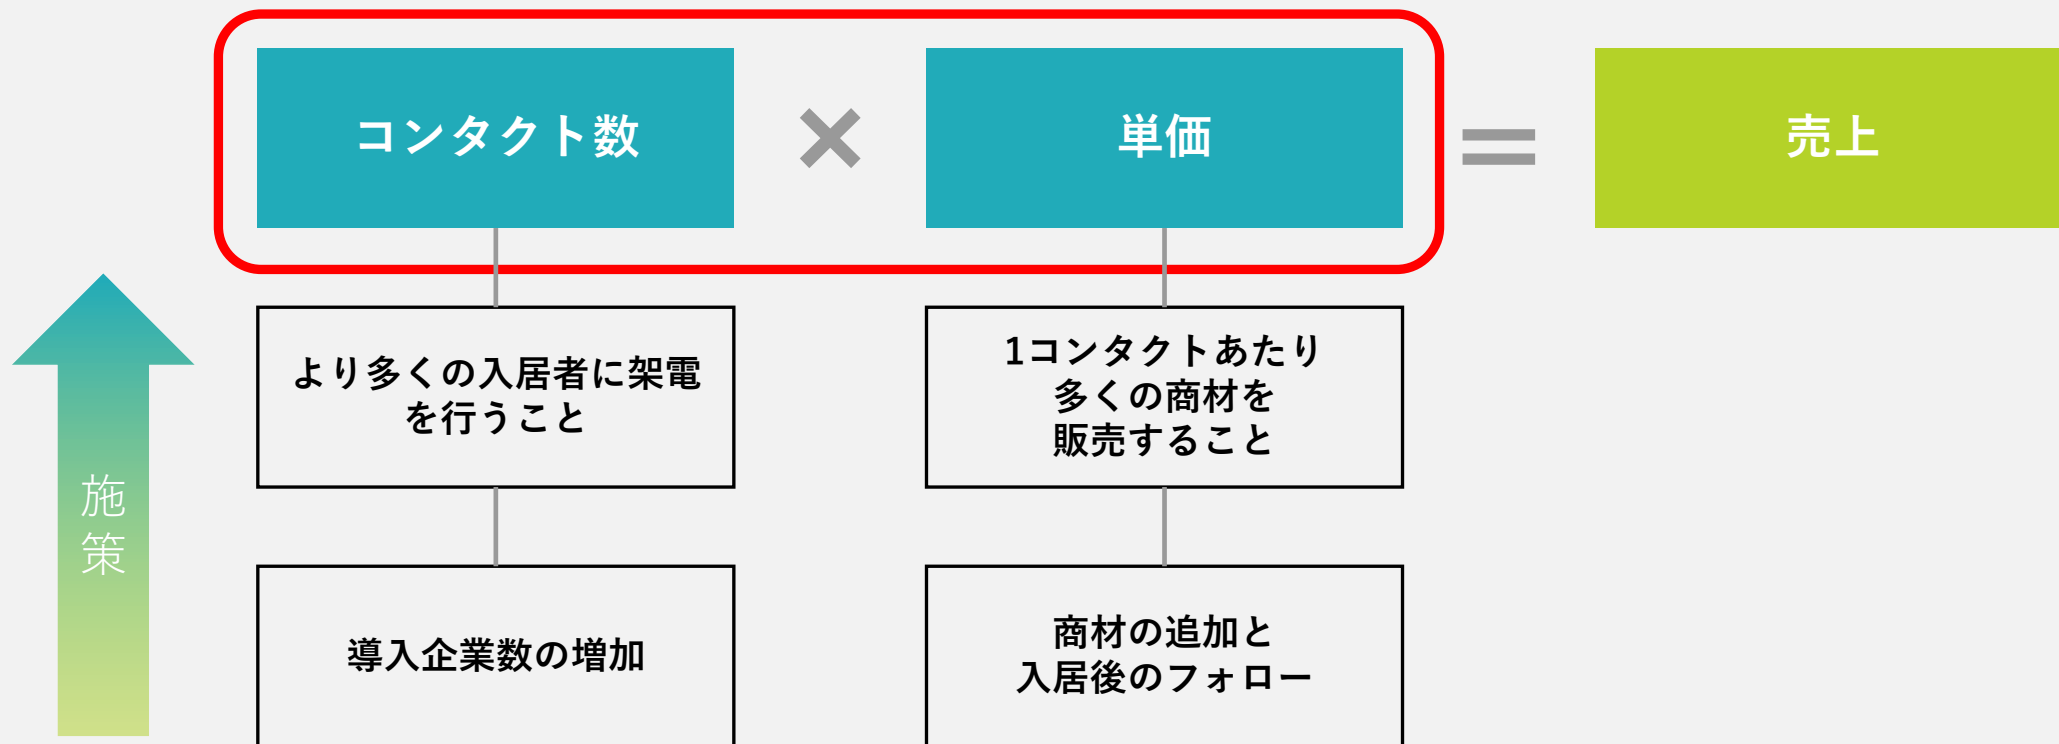 コンタクト数
×
単価
=
売上
より多くの入居者に架電
を行うこと
1コンタクトあたり
多くの商材を
販売すること
施
策
導入企業数の増加
商材の追加と
入居後のフォロー